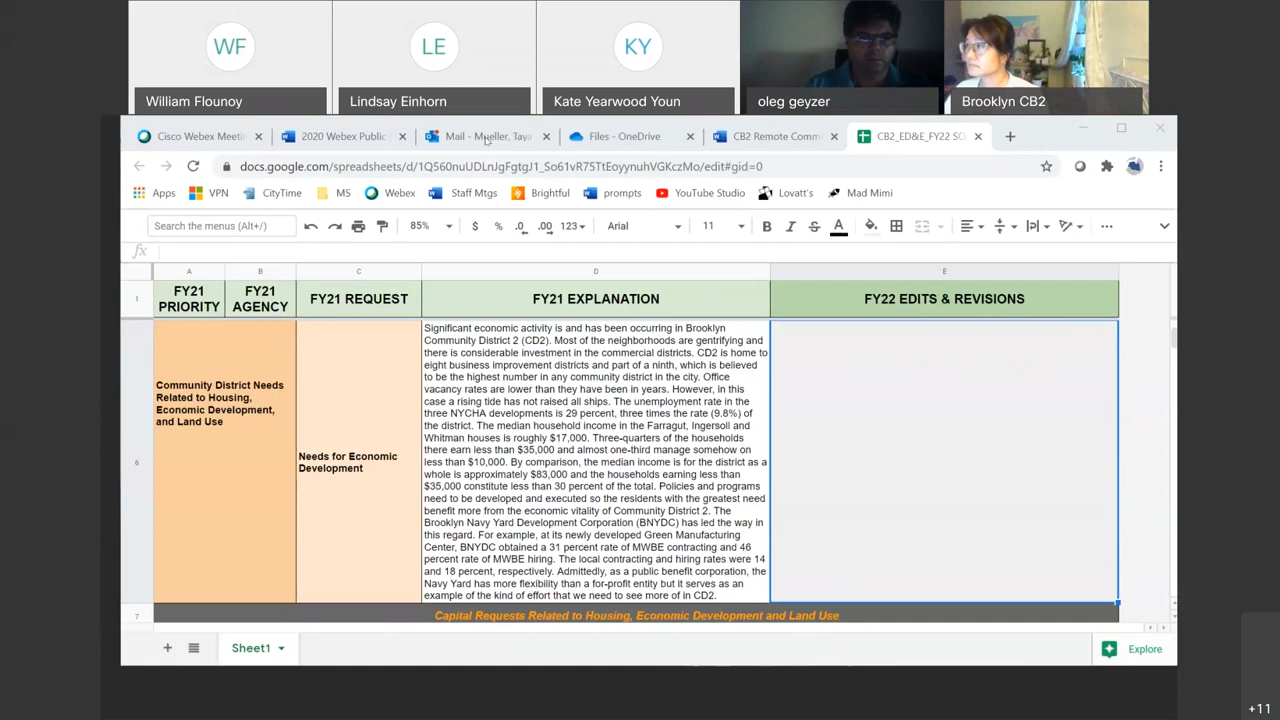 WF
LE
KY
William Flounoy
Lindsay Einhorn
Kate Yearwood Youn
oleg geyzer
Brooklyn CB2
Cisco Webex Meeti
2020 Webex Public
Mail - Mueller, Taya
Files - OneDrive
CB2 Remote Comm
CB2_ED&E_FY22 SO
docs.google.com/spreadsheets/d/1Q560nuUDLnJgFgtgJ1_So61vR75TtEoyynuhVGKczMo/edit#gid=0
Apps
VPN
CityTime
MS
Webex
Staff Mtgs
Brightful
prompts
YouTube Studio
Lovatt's
Mad Mimi
Search the menus (Alt+/)
85%
$
%
.0
.00
123
Arial
11
B
I
S
A
fx
A
B
C
D
E
1
FY21 PRIORITY
FY21 AGENCY
FY21 REQUEST
FY21 EXPLANATION
FY22 EDITS & REVISIONS
6
Community District Needs
Related to Housing,
Economic Development,
and Land Use
Needs for Economic
Development
Significant economic activity is and has been occurring in Brooklyn
Community District 2 (CD2). Most of the neighborhoods are gentrifying and
there is considerable investment in the commercial districts. CD2 is home to
eight business improvement districts and part of a ninth, which is believed
to be the highest number in any community district in the city. Office
vacancy rates are lower than they have been in years. However, in this
case a rising tide has not raised all ships. The unemployment rate in the
three NYCHA developments is 29 percent, three times the rate (9.8%) of
the district. The median household income in the Farragut, Ingersoll and
Whitman houses is roughly $17,000. Three-quarters of the households
there earn less than $35,000 and almost one-third manage somehow on
less than $10,000. By comparison, the median income is for the district as a
whole is approximately $83,000 and the households earning less than
$35,000 constitute less than 30 percent of the total. Policies and programs
need to be developed and executed so the residents with the greatest need
benefit more from the economic vitality of Community District 2. The
Brooklyn Navy Yard Development Corporation (BNYDC) has led the way in
this regard. For example, at its newly developed Green Manufacturing
Center, BNYDC obtained a 31 percent rate of MWBE contracting and 46
percent rate of MWBE hiring. The local contracting and hiring rates were 14
and 18 percent, respectively. Admittedly, as a public benefit corporation, the
Navy Yard has more flexibility than a for-profit entity but it serves as an
example of the kind of effort that we need to see more of in CD2.
7
Capital Requests Related to Housing, Economic Development and Land Use
Sheet1
Explore
+11